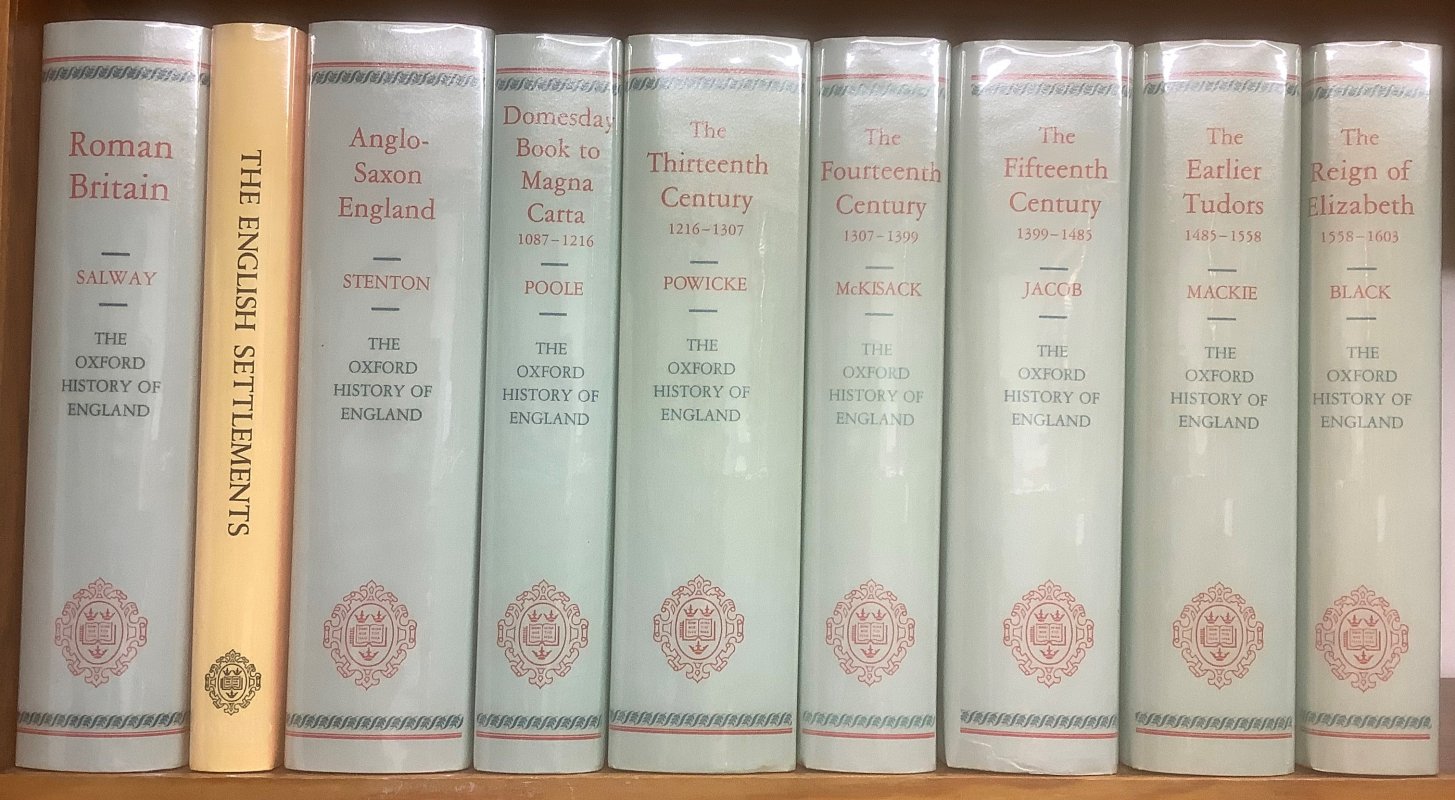 Roman
Britain
SALWAY
THE
OXFORD
HISTORY OF
ENGLAND
THE ENGLISH SETTLEMENTS
Anglo-
Saxon
England
STENTON
THE
OXFORD
HISTORY OF
ENGLAND
Domesday
Book to
Magna
Carta
1087–1216
POOLE
THE
OXFORD
HISTORY OF
ENGLAND
The
Thirteenth
Century
1216–1307
POWICKE
THE
OXFORD
HISTORY OF
ENGLAND
The
Fourteenth
Century
1307–1399
McKISACK
THE
OXFORD
HISTORY OF
ENGLAND
The
Fifteenth
Century
1399–1485
JACOB
THE
OXFORD
HISTORY OF
ENGLAND
The
Earlier
Tudors
1485–1558
MACKIE
THE
OXFORD
HISTORY OF
ENGLAND
The
Reign of
Elizabeth
1558–1603
BLACK
THE
OXFORD
HISTORY OF
ENGLAND